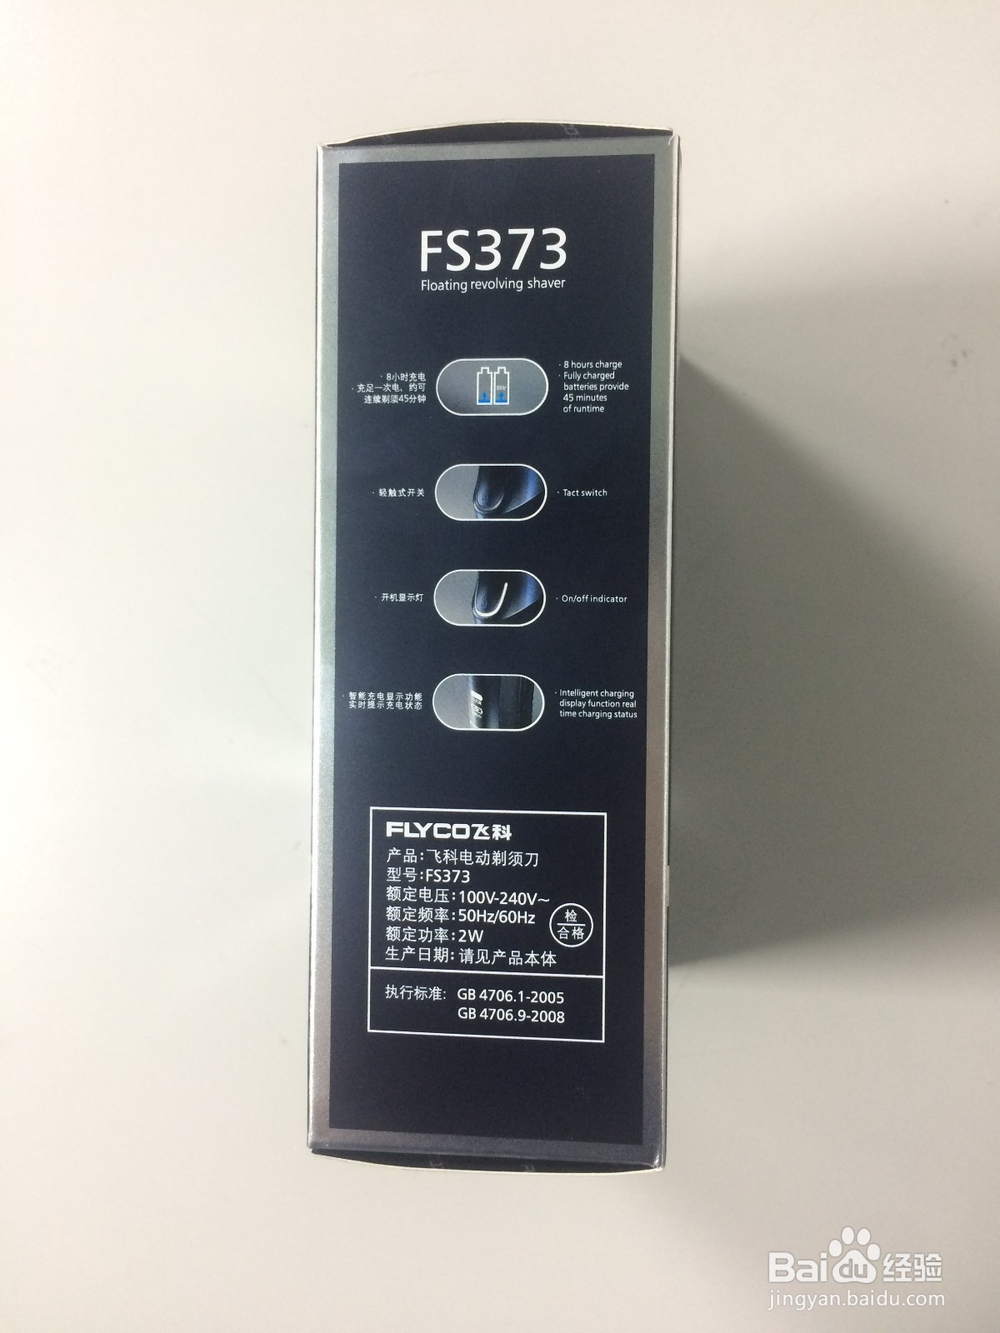 FS373
Floating revolving shaver
· 8小时充电
· 充足一次电、约可
连续剃须45分钟
· 8 hours charge
· Fully charged
batteries provide
45 minutes
of runtime
· 轻触式开关
· Tact switch
· 开机显示灯
· On/off indicator
· 智能充电显示功能
实时提示充电状态
· Intelligent charging
display function real
time charging status
FLYCO飞科
产品:飞科电动剃须刀
型号:FS373
额定电压:100V-240V~
额定频率:50Hz/60Hz
额定功率:2W
生产日期:请见产品本体
检
合格
执行标准: GB 4706.1-2005
GB 4706.9-2008
Baidu经验
jingyan.baidu.com